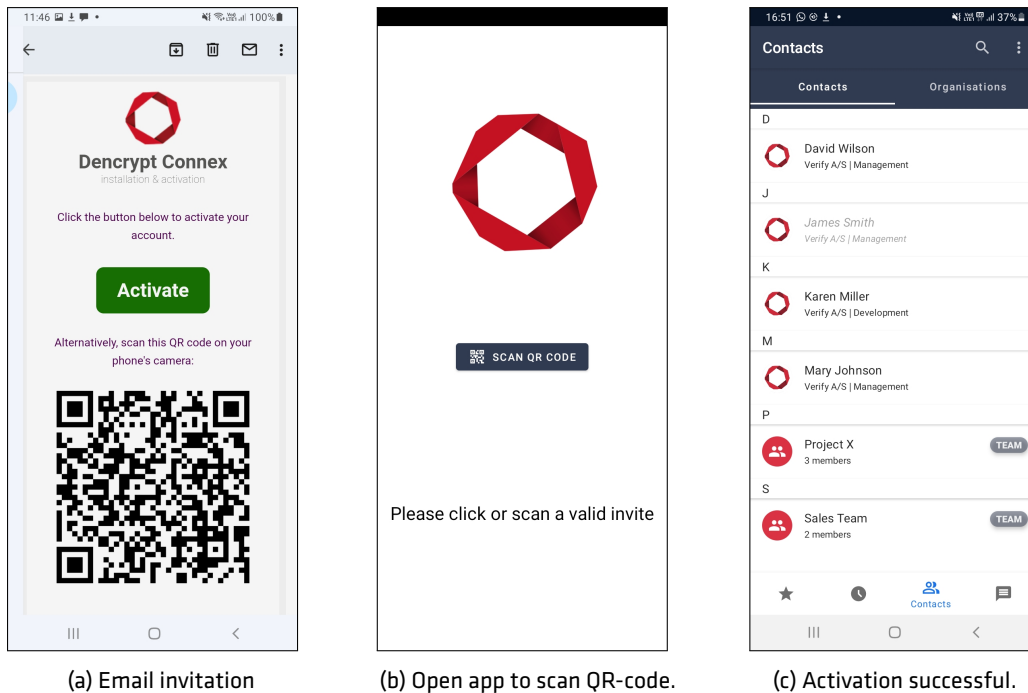 11:46
100%
Dencrypt Connex
installation & activation
Click the button below to activate your
account.
Activate
Alternatively, scan this QR code on your
phone's camera:
(a) Email invitation
SCAN QR CODE
Please click or scan a valid invite
(b) Open app to scan QR-code.
16:51
37%
Contacts
Contacts
Organisations
D
David Wilson
Verify A/S | Management
J
James Smith
Verify A/S | Management
K
Karen Miller
Verify A/S | Development
M
Mary Johnson
Verify A/S | Management
P
Project X
TEAM
3 members
S
Sales Team
TEAM
2 members
Contacts
(c) Activation successful.